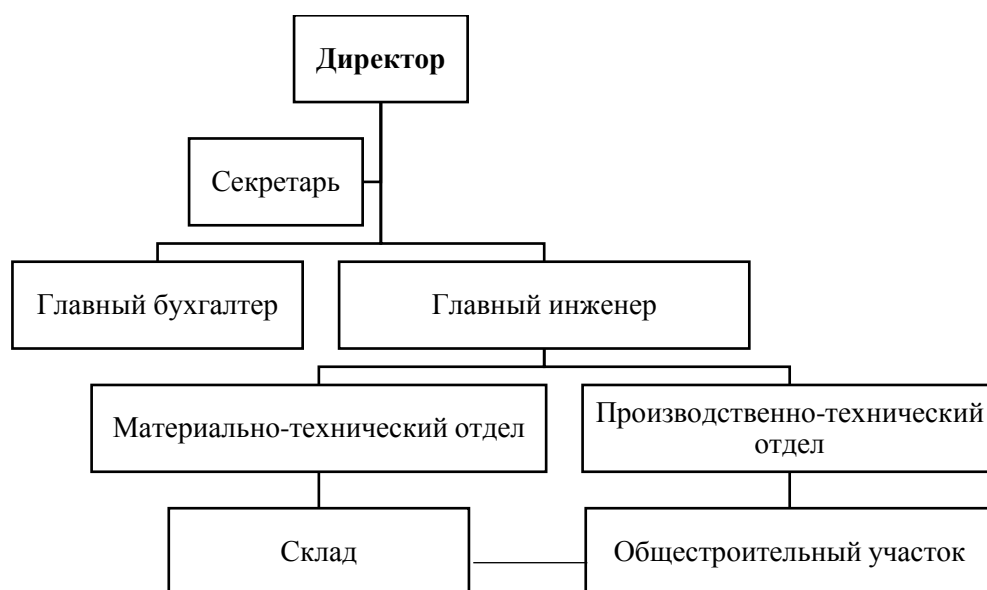 Директор
Секретарь
Главный бухгалтер
Главный инженер
Материально-технический отдел
Производственно-технический
отдел
Склад
Общестроительный участок